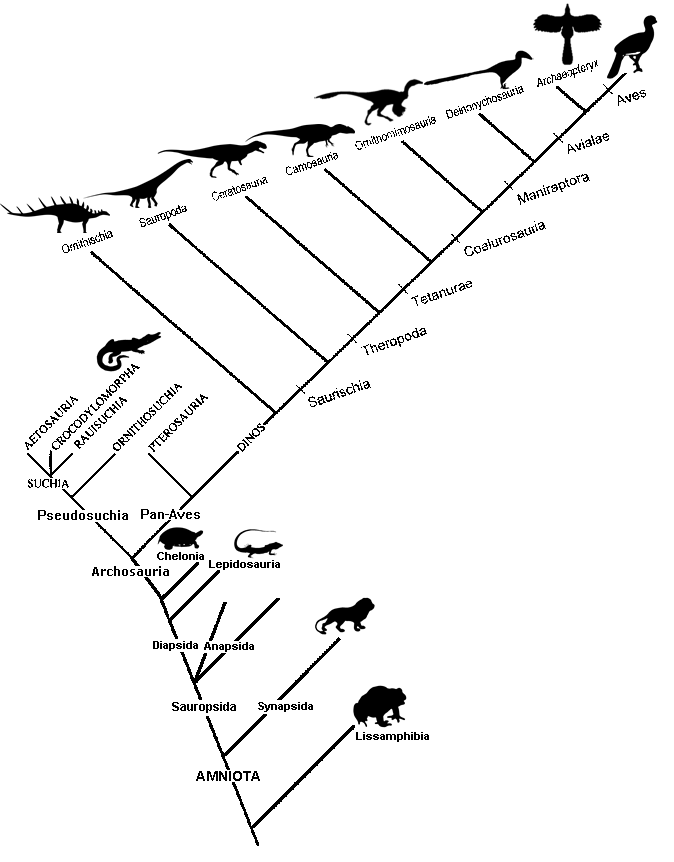 Archaeopteryx
Aves
Deinonychosauria
Avialae
Ornithomimosauria
Maniraptora
Carnosauria
Coelurosauria
Ceratosauria
Tetanurae
Sauropoda
Theropoda
Ornithischia
Saurischia
AETOSAURIA
CROCODYLOMORPHA
RAUISUCHIA
ORNITHOSUCHIA
PTEROSAURIA
DINOS
SUCHIA
Pseudosuchia
Pan-Aves
Chelonia
Lepidosauria
Archosauria
Diapsida
Anapsida
Sauropsida
Synapsida
Lissamphibia
AMNIOTA